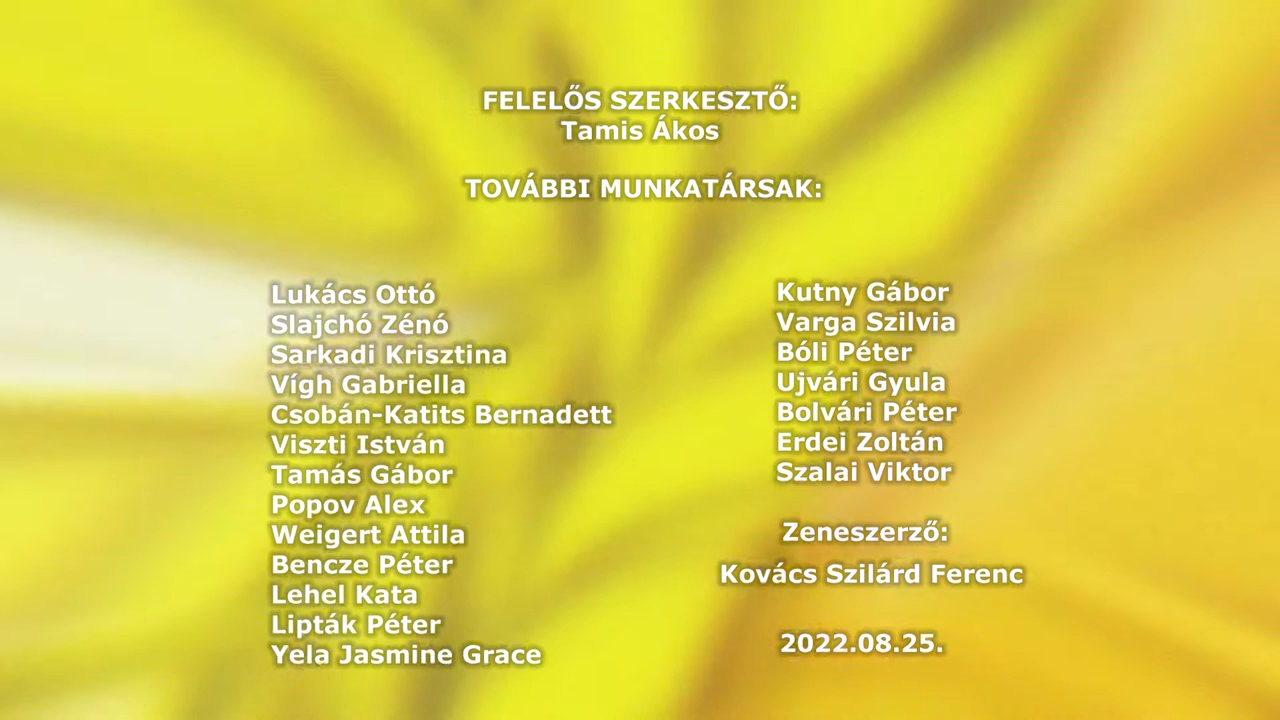 FELELŐS SZERKESZTŐ:
Tamis Ákos
TOVÁBBI MUNKATÁRSAK:
Lukács Ottó
Slajchó Zénó
Sarkadi Krisztina
Vígh Gabriella
Csobán-Katits Bernadett
Viszti István
Tamás Gábor
Popov Alex
Weigert Attila
Bencze Péter
Lehel Kata
Lipták Péter
Yela Jasmine Grace
Kutny Gábor
Varga Szilvia
Bóli Péter
Ujvári Gyula
Bolvári Péter
Erdei Zoltán
Szalai Viktor
Zeneszerző:
Kovács Szilárd Ferenc
2022.08.25.